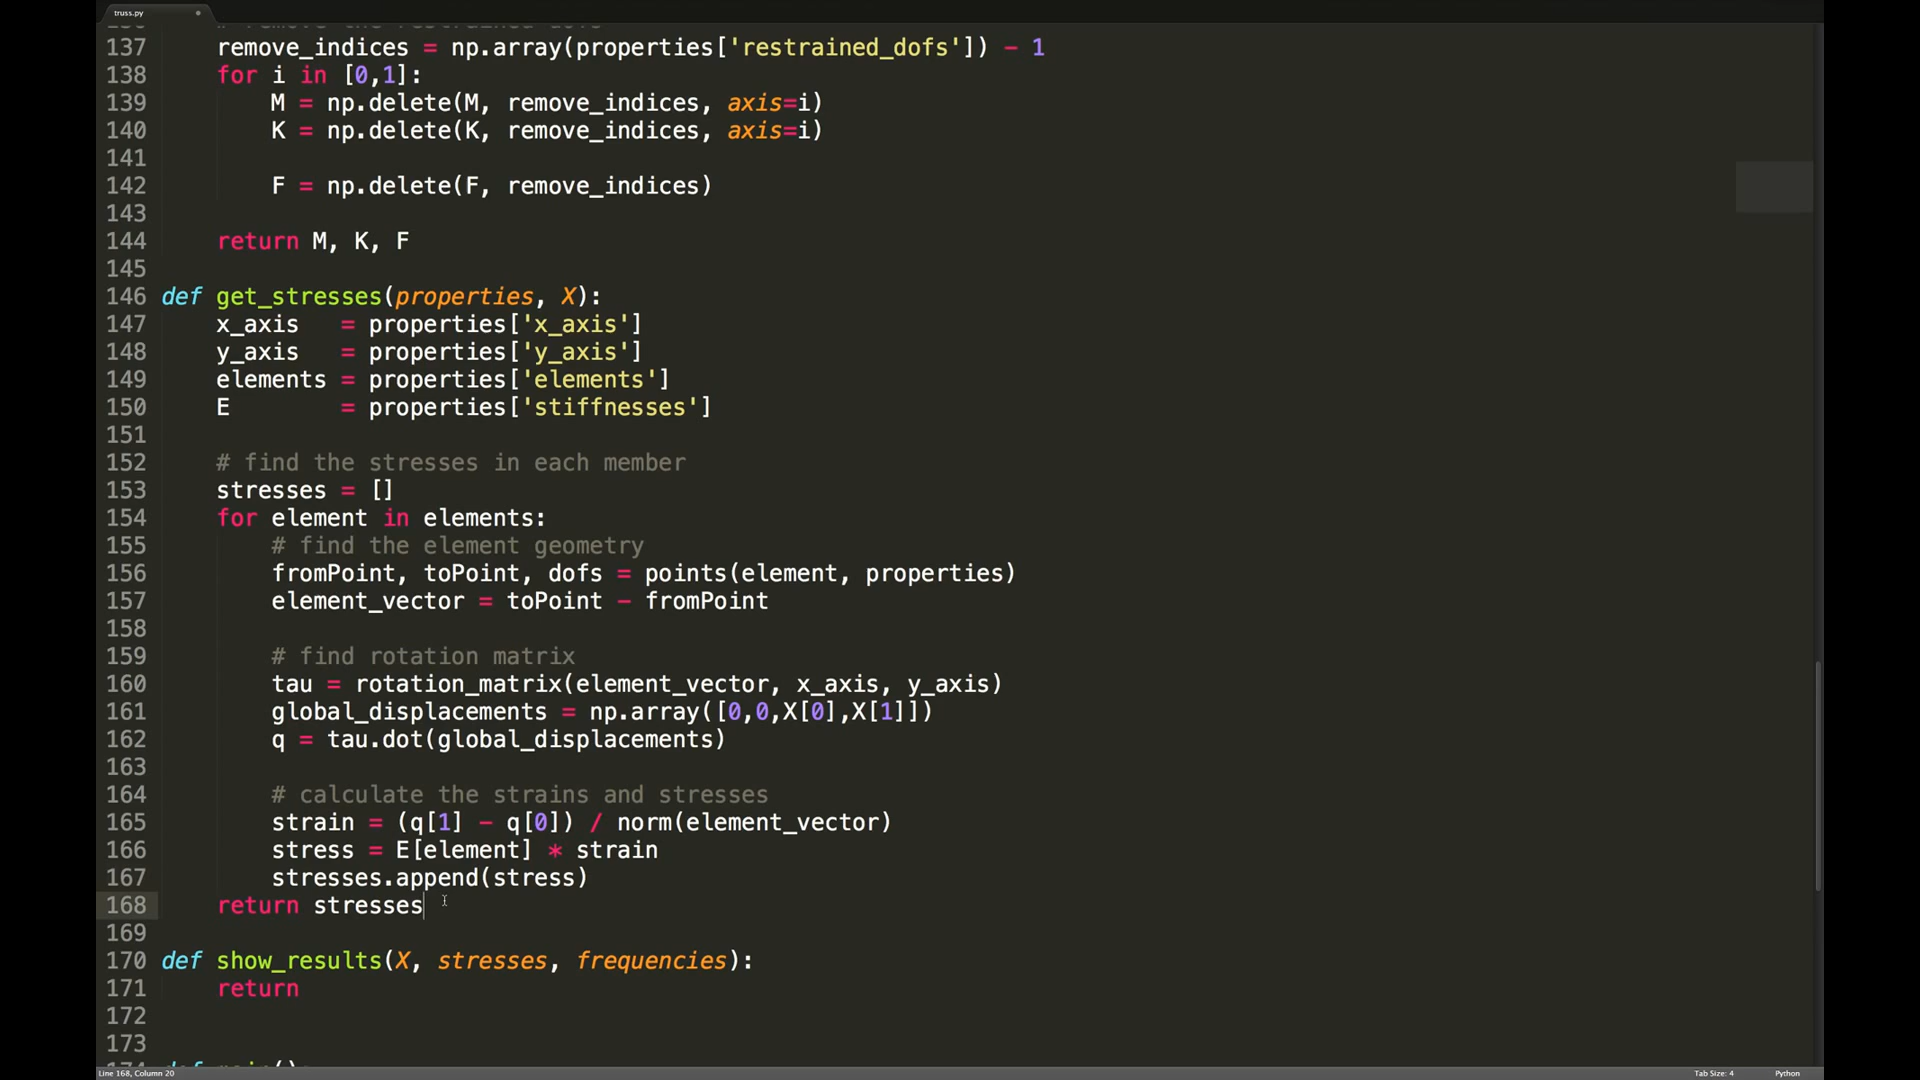 truss.py
137 remove_indices = np.array(properties['restrained_dofs']) - 1
138 for i in [0,1]:
139 M = np.delete(M, remove_indices, axis=i)
140 K = np.delete(K, remove_indices, axis=i)
141
142 F = np.delete(F, remove_indices)
143
144 return M, K, F
145
146 def get_stresses(properties, X):
147 x_axis = properties['x_axis']
148 y_axis = properties['y_axis']
149 elements = properties['elements']
150 E = properties['stiffnesses']
151
152 # find the stresses in each member
153 stresses = []
154 for element in elements:
155 # find the element geometry
156 fromPoint, toPoint, dofs = points(element, properties)
157 element_vector = toPoint - fromPoint
158
159 # find rotation matrix
160 tau = rotation_matrix(element_vector, x_axis, y_axis)
161 global_displacements = np.array([0,0,X[0],X[1]])
162 q = tau.dot(global_displacements)
163
164 # calculate the strains and stresses
165 strain = (q[1] - q[0]) / norm(element_vector)
166 stress = E[element] * strain
167 stresses.append(stress)
168 return stresses
169
170 def show_results(X, stresses, frequencies):
171 return
172
173
Line 168, Column 20
Tab Size: 4
Python